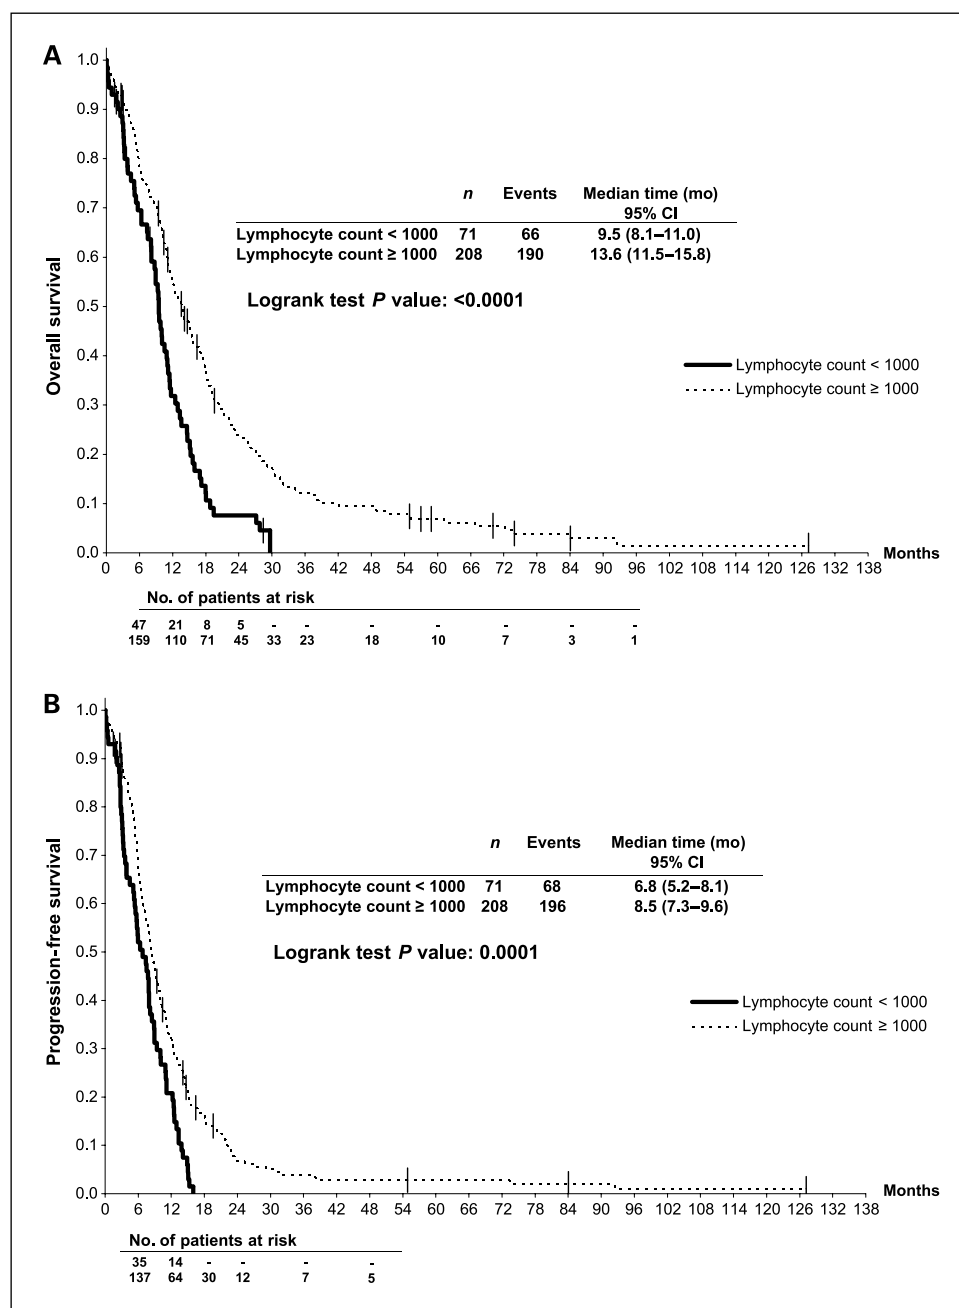 A
Overall survival
1.0
0.9
0.8
0.7
0.6
0.5
0.4
0.3
0.2
0.1
0.0
n Events Median time (mo)
95% CI
Lymphocyte count < 1000 71 66 9.5 (8.1–11.0)
Lymphocyte count ≥ 1000 208 190 13.6 (11.5–15.8)
Logrank test P value: <0.0001
Lymphocyte count < 1000
Lymphocyte count ≥ 1000
0 6 12 18 24 30 36 42 48 54 60 66 72 78 84 90 96 102 108 114 120 126 132 138
Months
No. of patients at risk
47 21 8 5 - - - - - - -
159 110 71 45 33 23 18 10 7 3 1
B
Progression-free survival
1.0
0.9
0.8
0.7
0.6
0.5
0.4
0.3
0.2
0.1
0.0
n Events Median time (mo)
95% CI
Lymphocyte count < 1000 71 68 6.8 (5.2–8.1)
Lymphocyte count ≥ 1000 208 196 8.5 (7.3–9.6)
Logrank test P value: 0.0001
Lymphocyte count < 1000
Lymphocyte count ≥ 1000
0 6 12 18 24 30 36 42 48 54 60 66 72 78 84 90 96 102 108 114 120 126 132 138
Months
No. of patients at risk
35 14 - - - -
137 64 30 12 7 5